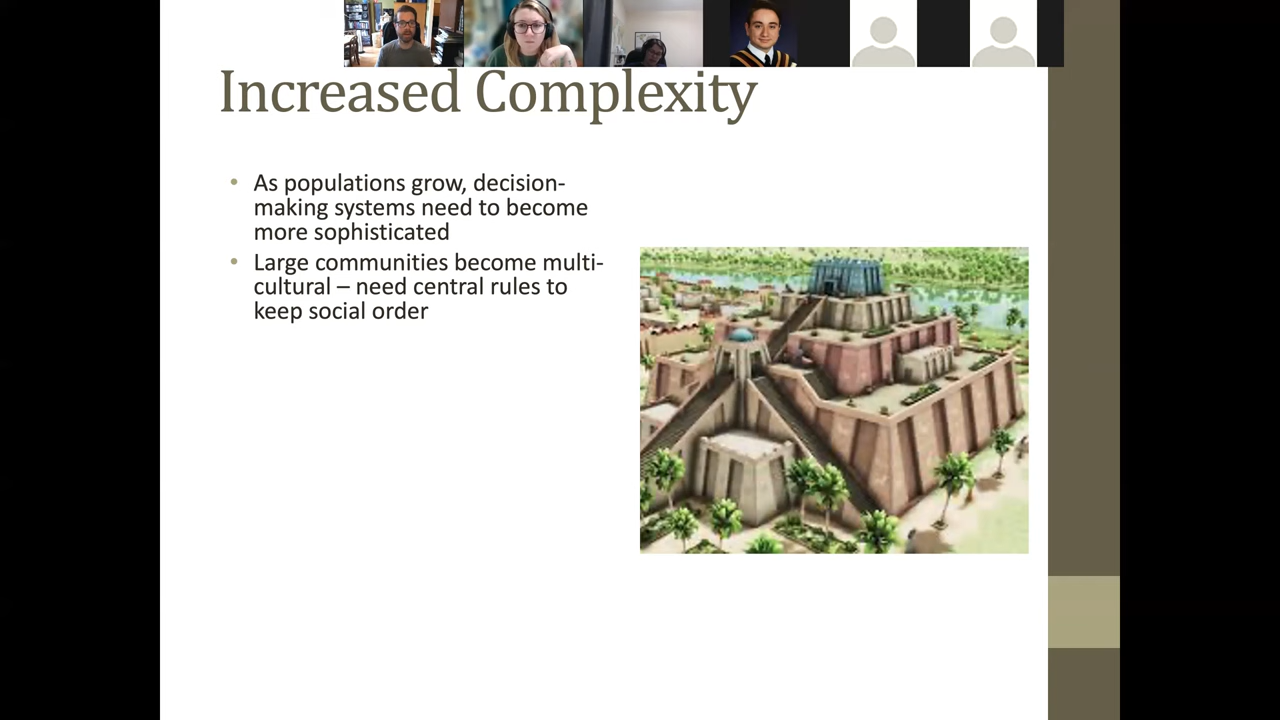 Increased Complexity
• As populations grow, decision-
making systems need to become
more sophisticated
• Large communities become multi-
cultural – need central rules to
keep social order